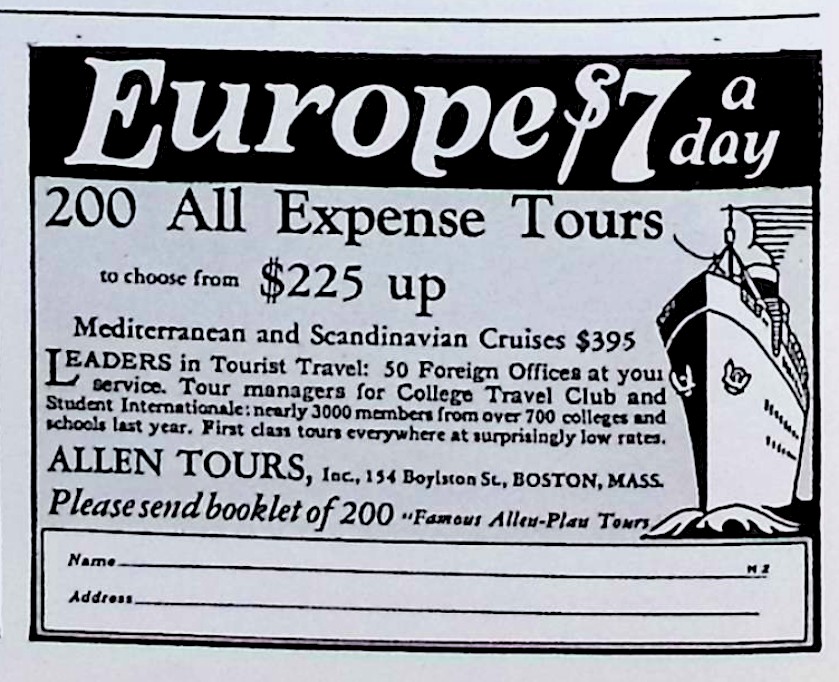 Europe $7 a day
200 All Expense Tours
to choose from $225 up
Mediterranean and Scandinavian Cruises $395
LEADERS in Tourist Travel: 50 Foreign Offices at your
service. Tour managers for College Travel Club and
Student Internationale: nearly 3000 members from over 700 colleges and
schools last year. First class tours everywhere at surprisingly low rates.
ALLEN TOURS, Inc., 154 Boylston St., BOSTON, MASS.
Please send booklet of 200 "Famous Allen-Plan Tours
Name
M 2
Address